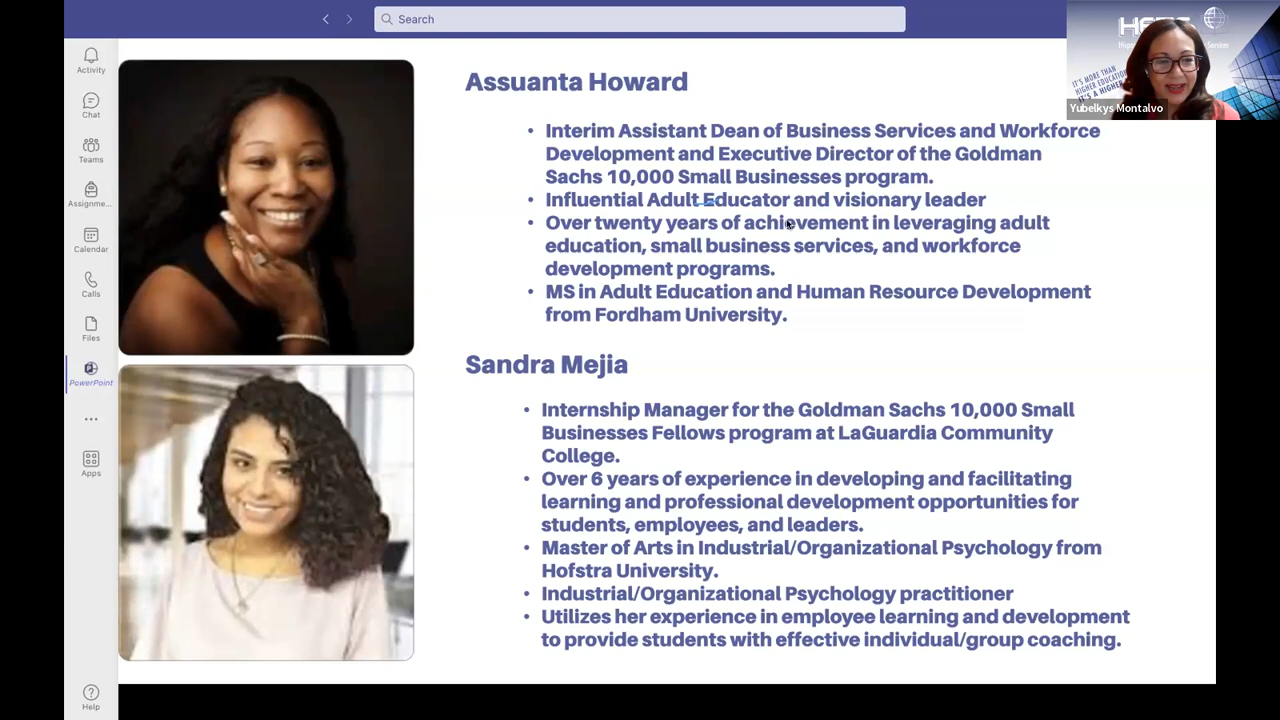 Search
Activity
Chat
Teams
Assignme...
Calendar
Calls
Files
PowerPoint
Apps
Help
Assuanta Howard
• Interim Assistant Dean of Business Services and Workforce
Development and Executive Director of the Goldman
Sachs 10,000 Small Businesses program.
• Influential Adult Educator and visionary leader
• Over twenty years of achievement in leveraging adult
education, small business services, and workforce
development programs.
• MS in Adult Education and Human Resource Development
from Fordham University.
Sandra Mejia
• Internship Manager for the Goldman Sachs 10,000 Small
Businesses Fellows program at LaGuardia Community
College.
• Over 6 years of experience in developing and facilitating
learning and professional development opportunities for
students, employees, and leaders.
• Master of Arts in Industrial/Organizational Psychology from
Hofstra University.
• Industrial/Organizational Psychology practitioner
• Utilizes her experience in employee learning and development
to provide students with effective individual/group coaching.
IT'S MORE THAN
HIGHER EDUCATION
IT'S A HIGHER
Yubelkys Montalvo